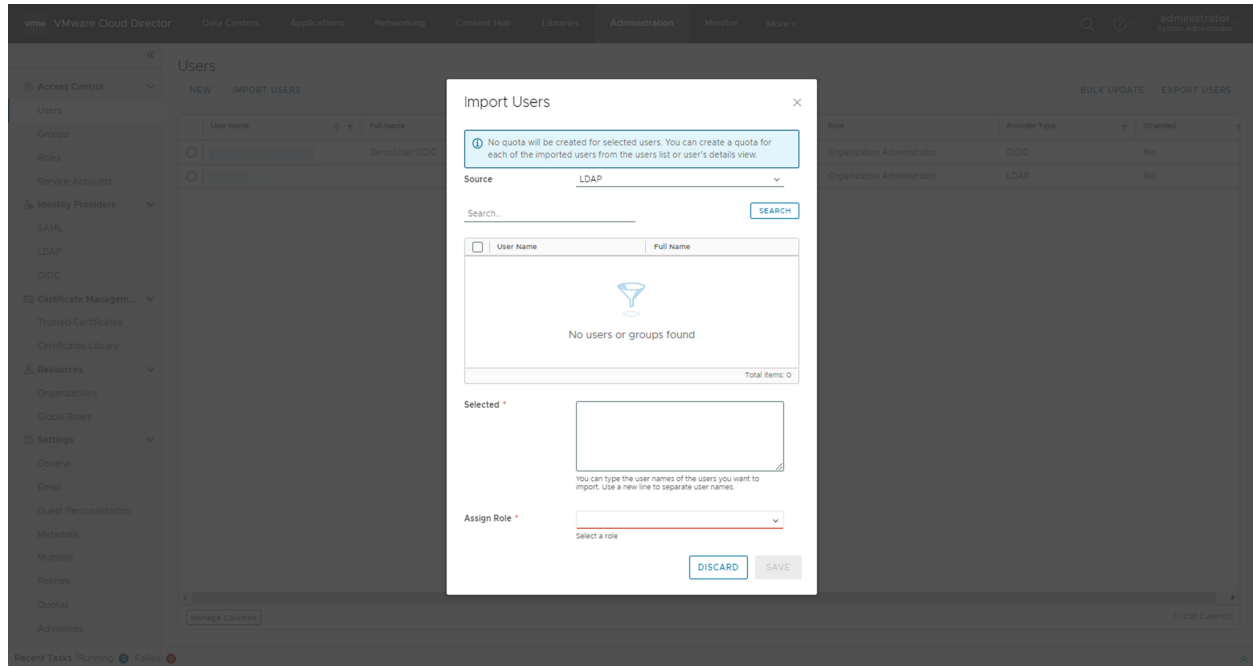 vmw VMware Cloud Director Data Centers Applications Networking Content Hub Libraries Administration Monitor More administrator
System Administrator
Users
Access Control NEW IMPORT USERS BULK UPDATE EXPORT USERS
Users
Groups
Roles
Service Accounts
Identity Providers
SAML
LDAP
OIDC
Certificate Managem...
Trusted Certificates
Certificates Library
Resources
Organizations
Global Roles
Settings
General
Email
Guest Personalization
Metadata
Multisite
Policies
Quotas
Advisories
User Name Full Name Role Provider Type Stranded
DemoUser OIDC Organization Administrator OIDC No
Organization Administrator LDAP No
Import Users
No quota will be created for selected users. You can create a quota for
each of the imported users from the users list or user's details view.
Source LDAP
Search... SEARCH
User Name Full Name
No users or groups found
Total items: 0
Selected *
You can type the user names of the users you want to
import. Use a new line to separate user names.
Assign Role *
Select a role
DISCARD SAVE
Manage Columns 1 - 2 of 2 user(s)
Recent Tasks Running: 0 Failed: 0